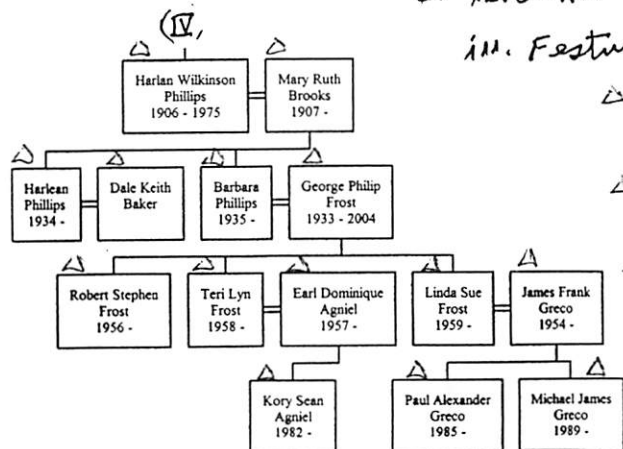 (IV,
iii. Festu
Harlan Wilkinson
Phillips
1906 - 1975
Mary Ruth
Brooks
1907 -
Harlean
Phillips
1934 -
Dale Keith
Baker
Barbara
Phillips
1935 -
George Philip
Frost
1933 - 2004
Robert Stephen
Frost
1956 -
Teri Lyn
Frost
1958 -
Earl Dominique
Agniel
1957 -
Linda Sue
Frost
1959 -
James Frank
Greco
1954 -
Kory Sean
Agniel
1982 -
Paul Alexander
Greco
1985 -
Michael James
Greco
1989 -